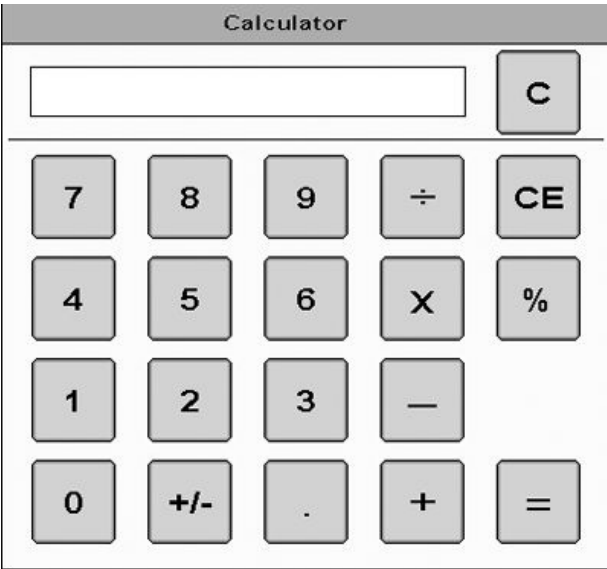 Calculator
C
7 8 9 ÷ CE
4 5 6 X %
1 2 3 —
0 +/- . + =